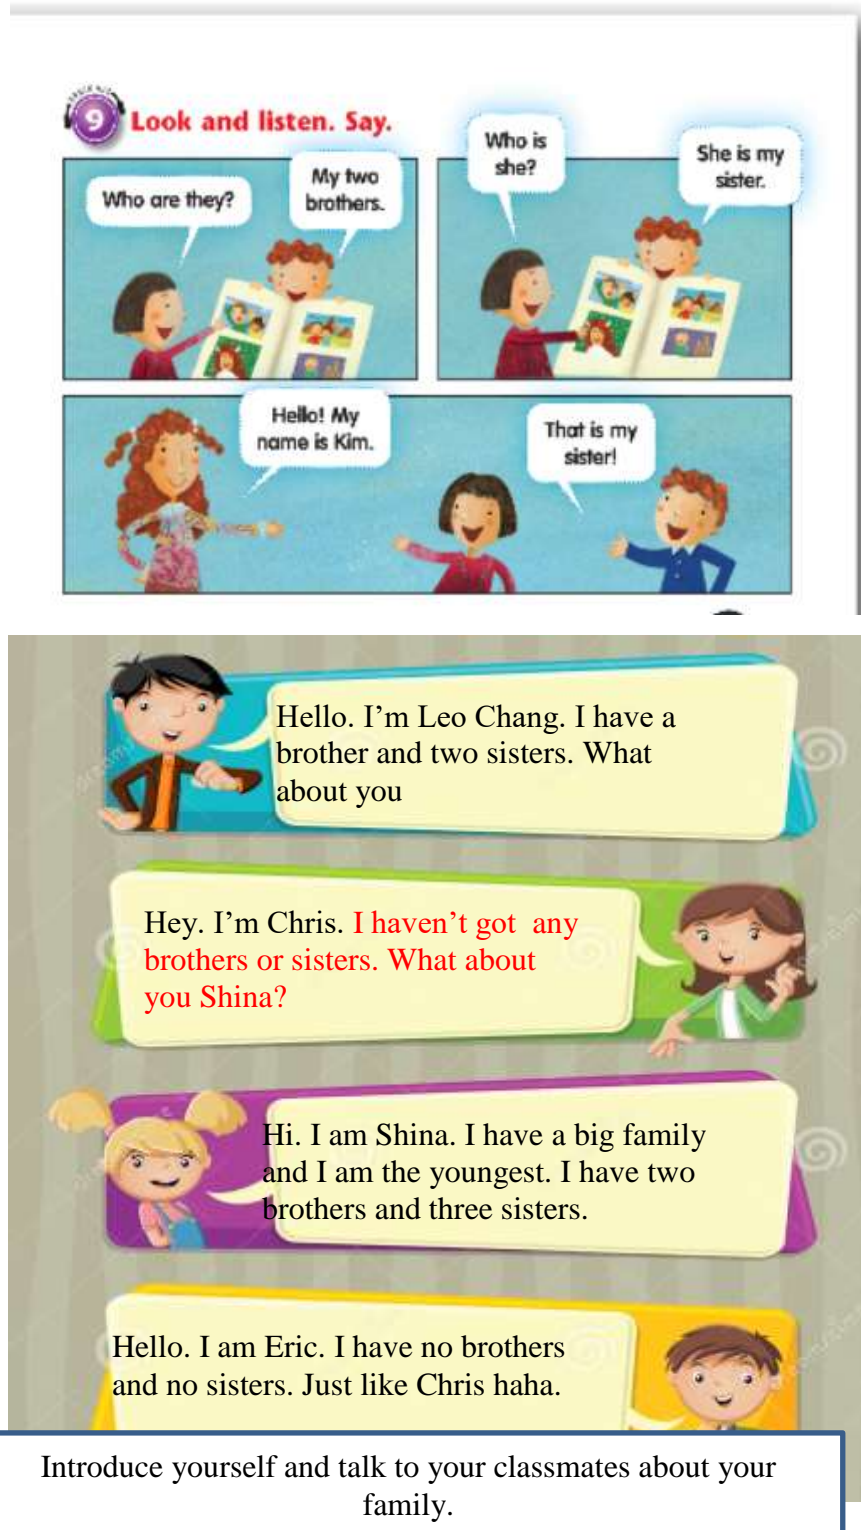 9 Look and listen. Say.
Who are they?
My two
brothers.
Who is
she?
She is my
sister.
Hello! My
name is Kim.
That is my
sister!
Hello. I’m Leo Chang. I have a
brother and two sisters. What
about you
Hey. I’m Chris. I haven’t got  any
brothers or sisters. What about
you Shina?
Hi. I am Shina. I have a big family
and I am the youngest. I have two
brothers and three sisters.
Hello. I am Eric. I have no brothers
and no sisters. Just like Chris haha.
Introduce yourself and talk to your classmates about your
family.